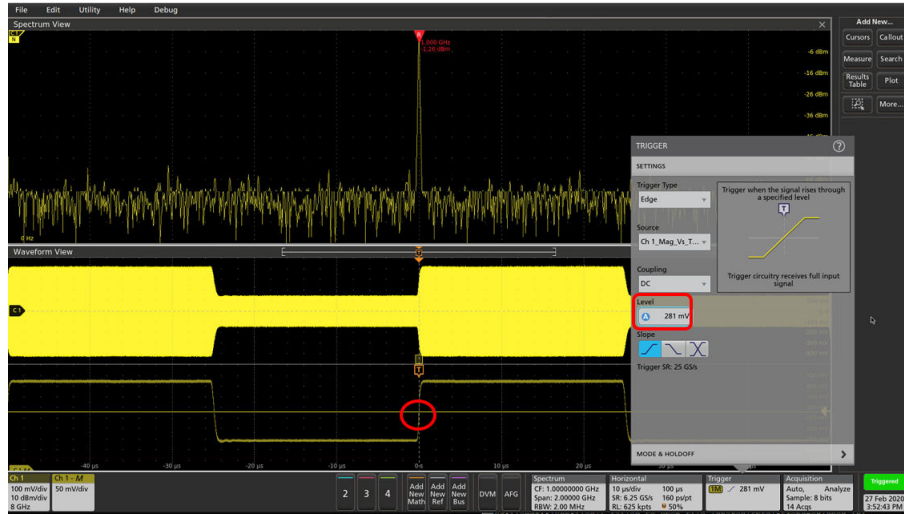 File Edit Utility Help Debug
Spectrum View
Add New...
C1
N
R
1.000 GHz
-1.16 dBm
Cursors Callout
-6 dBm
Measure Search
-16 dBm
Results Table Plot
-26 dBm
More...
-36 dBm
TRIGGER
?
SETTINGS
Trigger Type
Edge
Trigger when the signal rises through a specified level
T
Source
Ch 1_Mag_Vs_T...
0 Hz
Waveform View
Coupling
DC
Trigger circuitry receives full input signal
C1
Level
A 281 mV
Slope
T
Trigger SR: 25 GS/s
MODE & HOLDOFF
-40 µs -30 µs -20 µs -10 µs 0 s 10 µs 20 µs
Ch 1
100 mV/div
10 dBm/div
8 GHz
Ch 1 - M
50 mV/div
2 3 4
Add New Math
Add New Ref
Add New Bus
DVM AFG
Spectrum
CF: 1.00000000 GHz
Span: 2.00000 GHz
RBW: 2.00 MHz
Horizontal
10 µs/div 100 µs
SR: 6.25 GS/s 160 ps/pt
RL: 625 kpts 50%
Trigger
1M 281 mV
Acquisition
Auto, Analyze
Sample: 8 bits
14 Acqs
Triggered
27 Feb 2020
3:52:43 PM